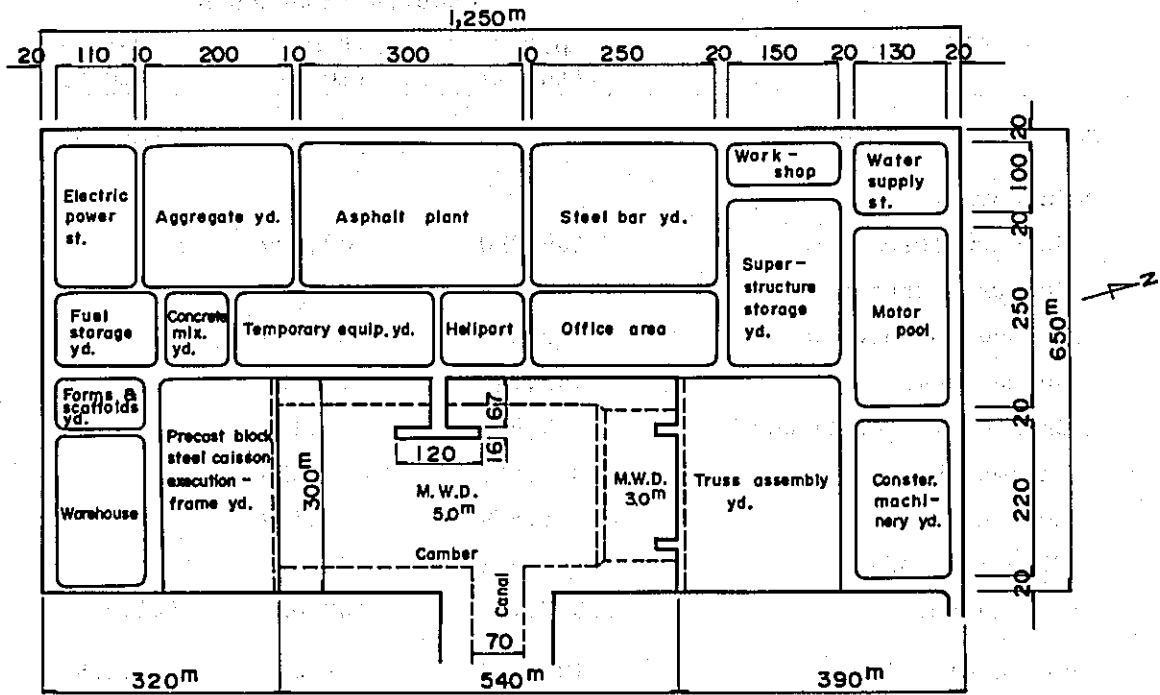 1,250m
20 110 10 200 10 300 10 250 20 150 20 130 20
Electric
power
st.
Aggregate yd.
Asphalt plant
Steel bar yd.
Work-
shop
Water
supply
st.
20
100
20
250
20
220
20
650m
N
Super-
structure
storage
yd.
Motor
pool
Fuel
storage
yd.
Concrete
mix.
yd.
Temporary equip. yd.
Heliport
Office area
Forms &
scaffolds
yd.
Warehouse
Precast block
steel caisson
execution-
frame yd.
300m
67
16
120
M.W.D.
5.0m
M.W.D.
3.0m
Camber
Canal
70
Truss assembly
yd.
Conster.
machi-
nery yd.
320m
540m
390m